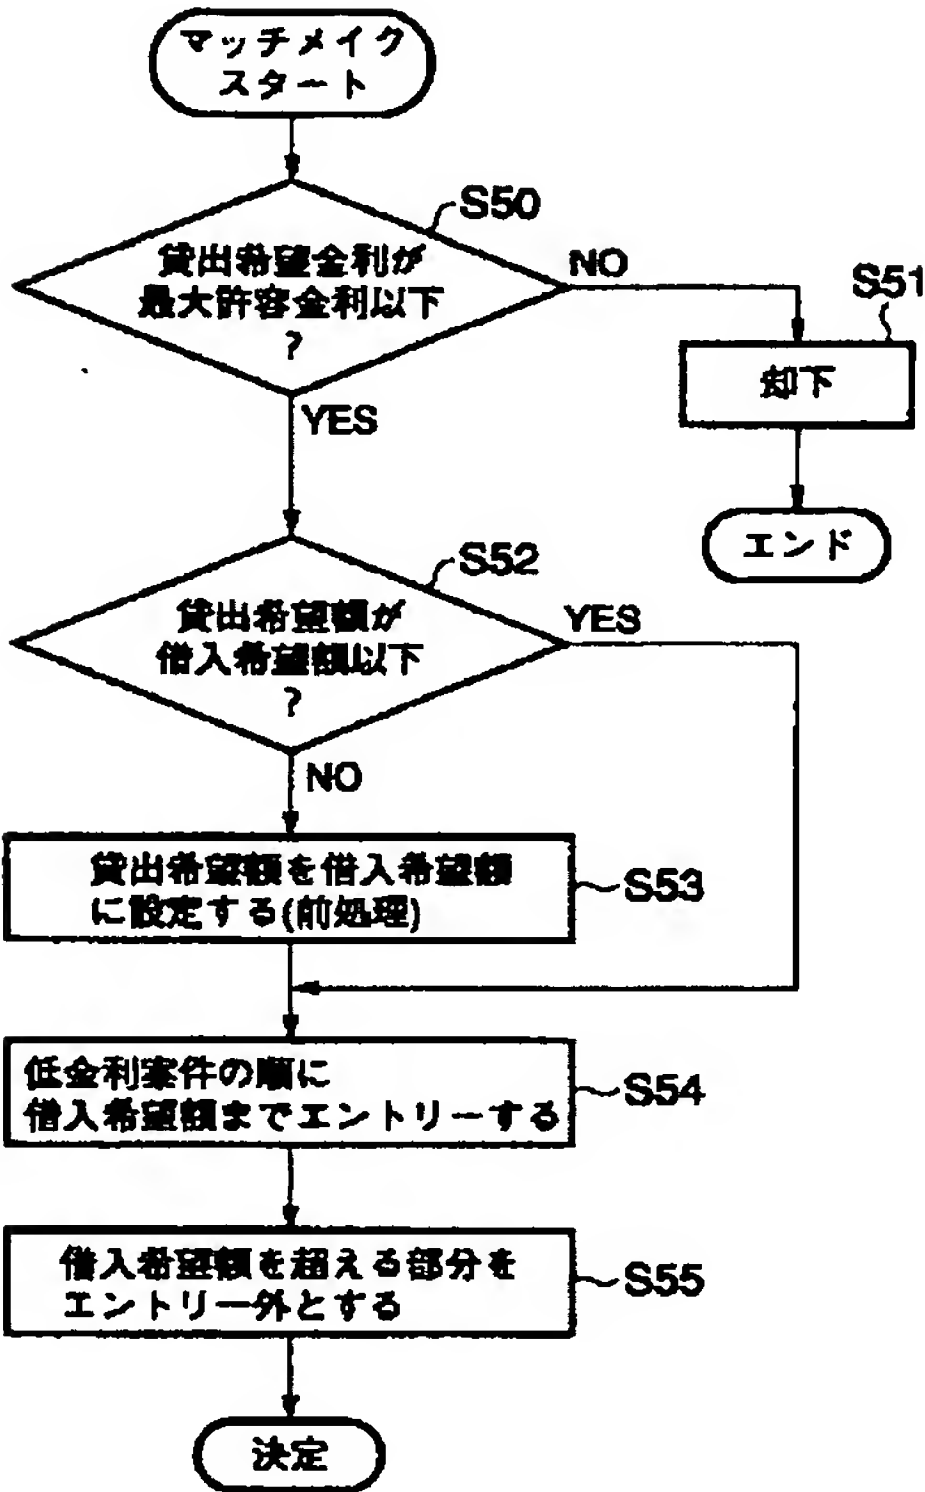 マッチメイク
スタート
S50
貸出希望金利が
最大許容金利以下
?
NO
S51
却下
YES
エンド
S52
貸出希望額が
借入希望額以下
?
YES
NO
貸出希望額を借入希望額
に設定する(前処理)
S53
低金利案件の順に
借入希望額までエントリーする
S54
借入希望額を超える部分を
エントリー外とする
S55
決定